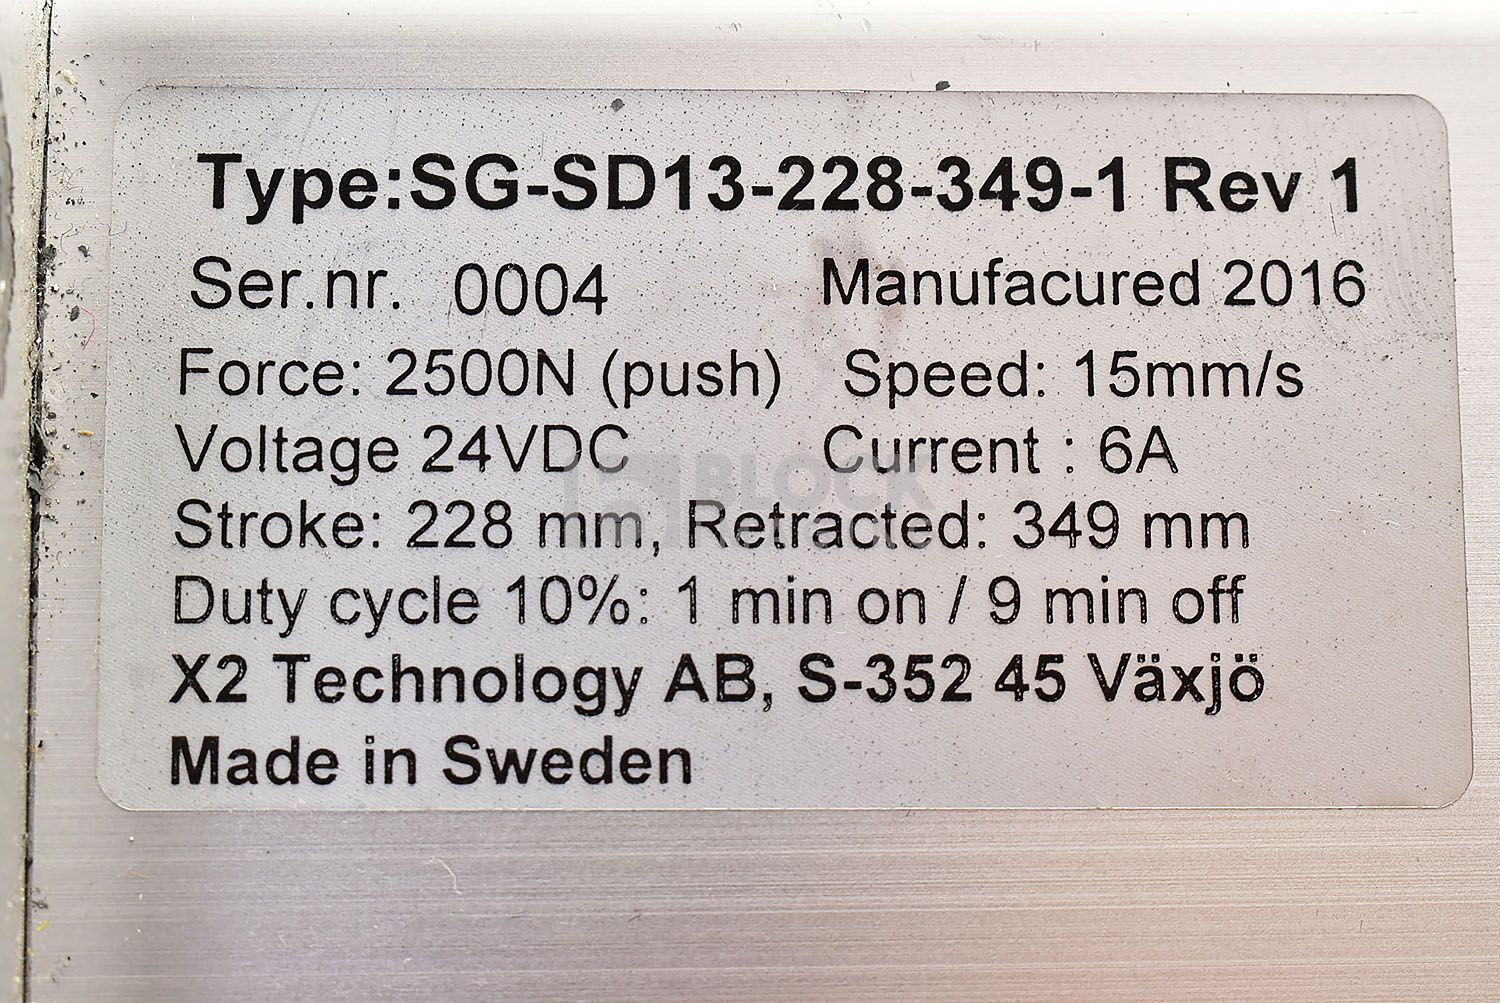 Type:SG-SD13-228-349-1 Rev 1
Ser.nr. 0004 Manufacured 2016
Force: 2500N (push) Speed: 15mm/s
Voltage 24VDC Current : 6A
BLOCK
Stroke: 228 mm, Retracted: 349 mm
Duty cycle 10%: 1 min on / 9 min off
X2 Technology AB, S-352 45 Växjö
Made in Sweden